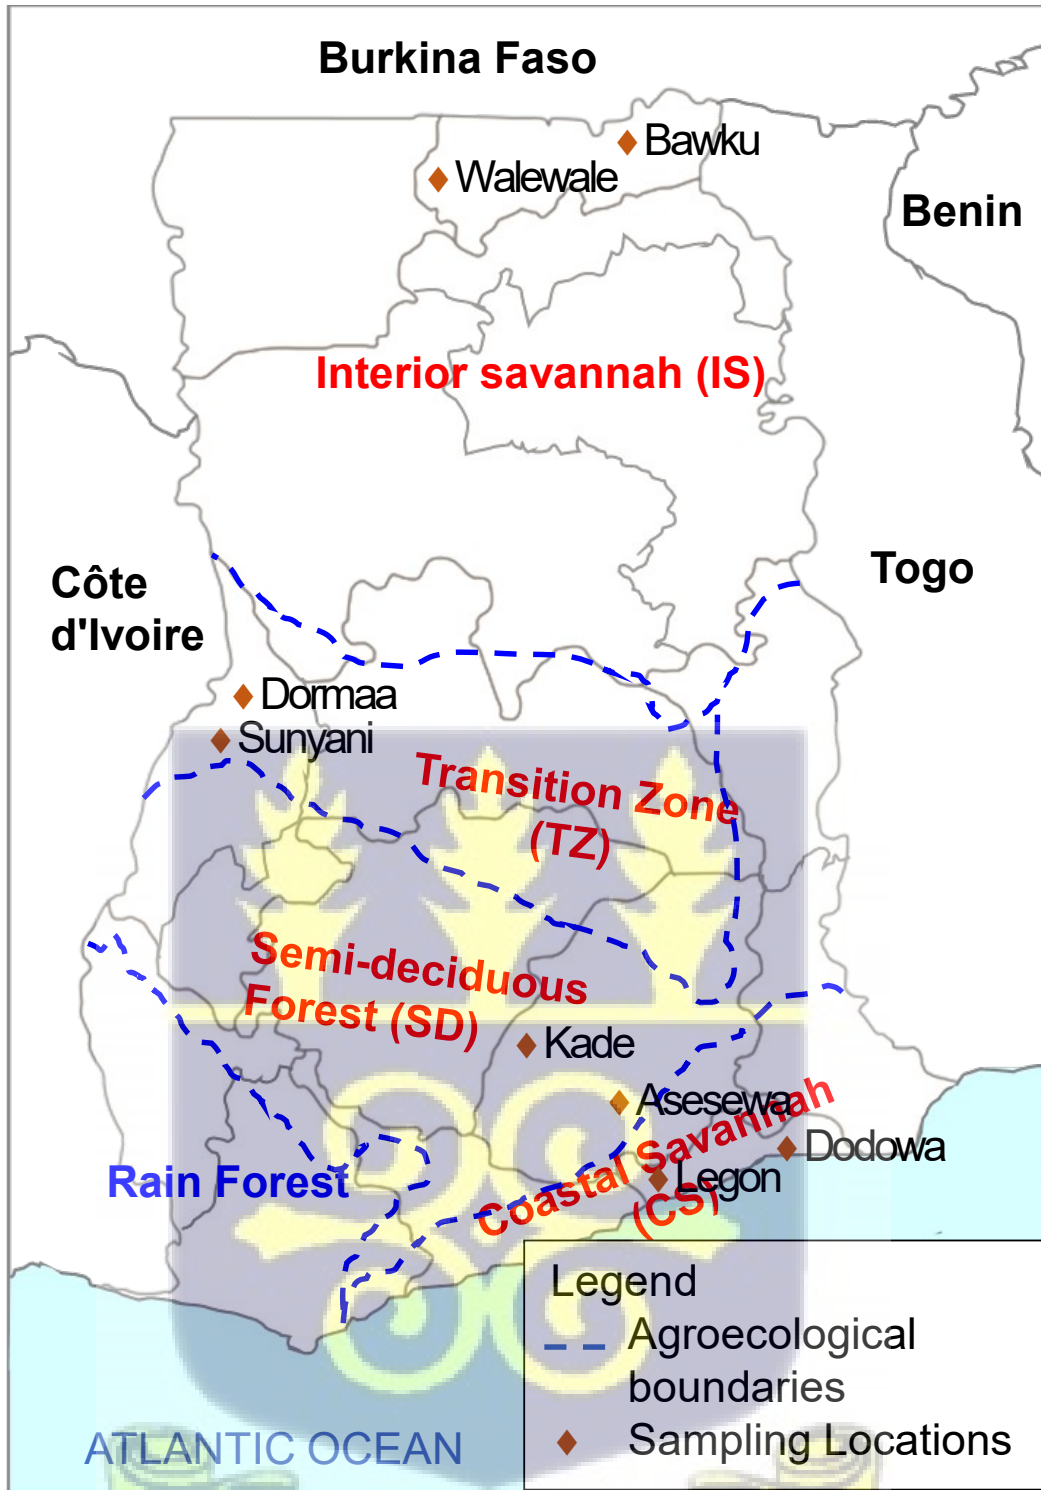 Burkina Faso
Bawku
Walewale
Benin
Interior savannah (IS)
Togo
Côte
d'Ivoire
Dormaa
Sunyani
Transition Zone
(TZ)
Semi-deciduous
Forest (SD)
Kade
Asesewa
Coastal Savannah
(CS)
Dodowa
Legon
Rain Forest
Legend
Agroecological
boundaries
Sampling Locations
ATLANTIC OCEAN